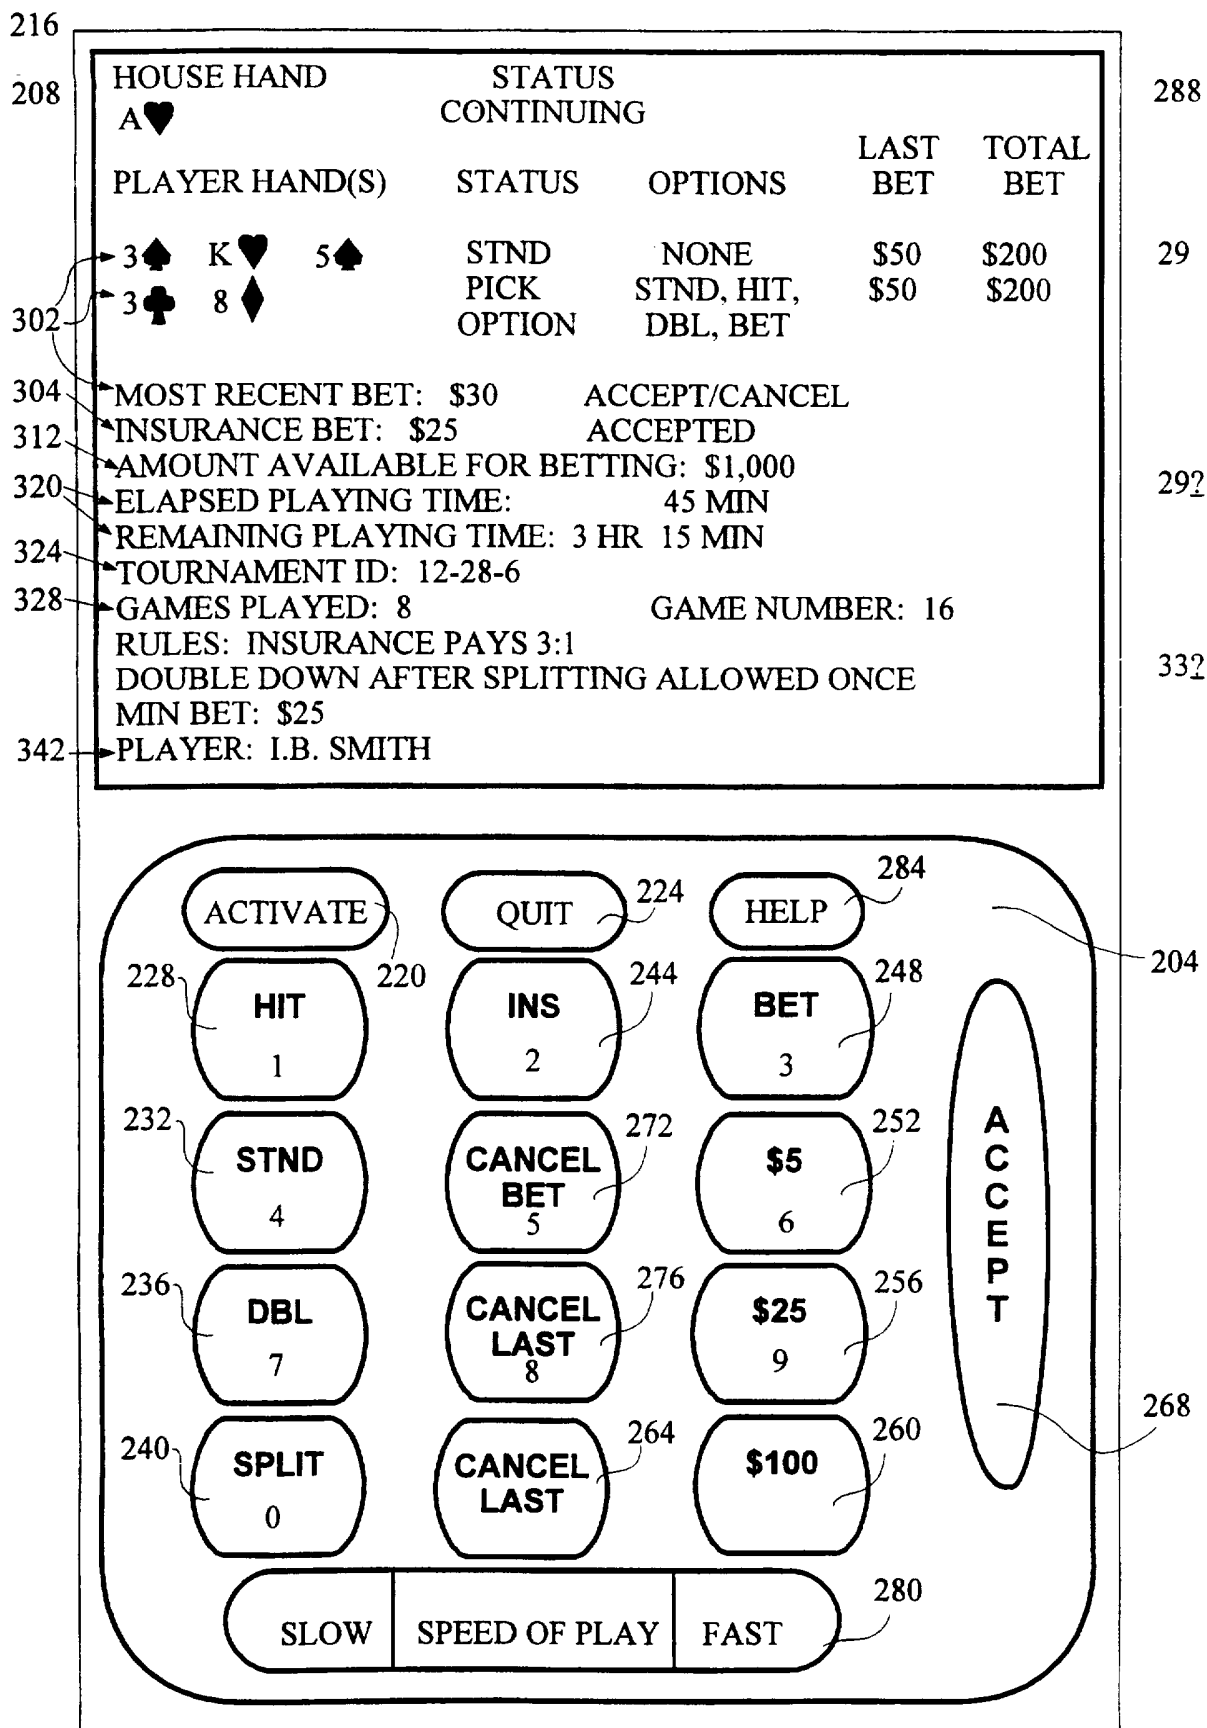 216
208 HOUSE HAND STATUS 288
A♥ CONTINUING
LAST TOTAL
PLAYER HAND(S) STATUS OPTIONS BET BET
3♠ K♥ 5♠ STND NONE $50 $200 29
3♣ 8♦ PICK STND, HIT, $50 $200
302 OPTION DBL, BET
304 MOST RECENT BET: $30 ACCEPT/CANCEL
INSURANCE BET: $25 ACCEPTED
312 AMOUNT AVAILABLE FOR BETTING: $1,000
320 ELAPSED PLAYING TIME: 45 MIN 29?
REMAINING PLAYING TIME: 3 HR 15 MIN
324 TOURNAMENT ID: 12-28-6
328 GAMES PLAYED: 8 GAME NUMBER: 16
RULES: INSURANCE PAYS 3:1
DOUBLE DOWN AFTER SPLITTING ALLOWED ONCE 33?
MIN BET: $25
342 PLAYER: I.B. SMITH
ACTIVATE QUIT 224 HELP 284
228 220 244 248 204
HIT INS BET
1 2 3
232 272 252
STND CANCEL BET $5
4 5 6
236 276 256
DBL CANCEL LAST $25
7 8 9
ACCEPT
268
240 264 260
SPLIT CANCEL LAST $100
0
280
SLOW SPEED OF PLAY FAST